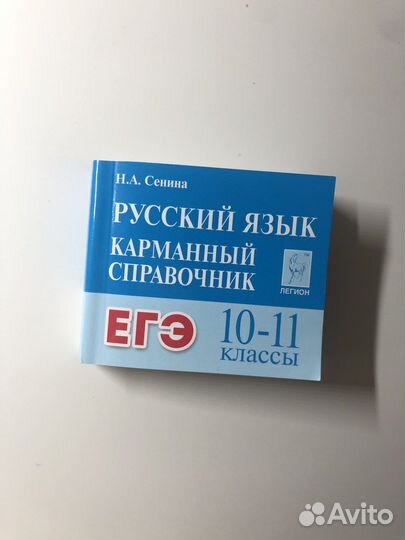 Н.А. Сенина
РУССКИЙ ЯЗЫК
КАРМАННЫЙ
СПРАВОЧНИК
ЛЕГИОН
ЕГЭ
10-11
классы
Avito